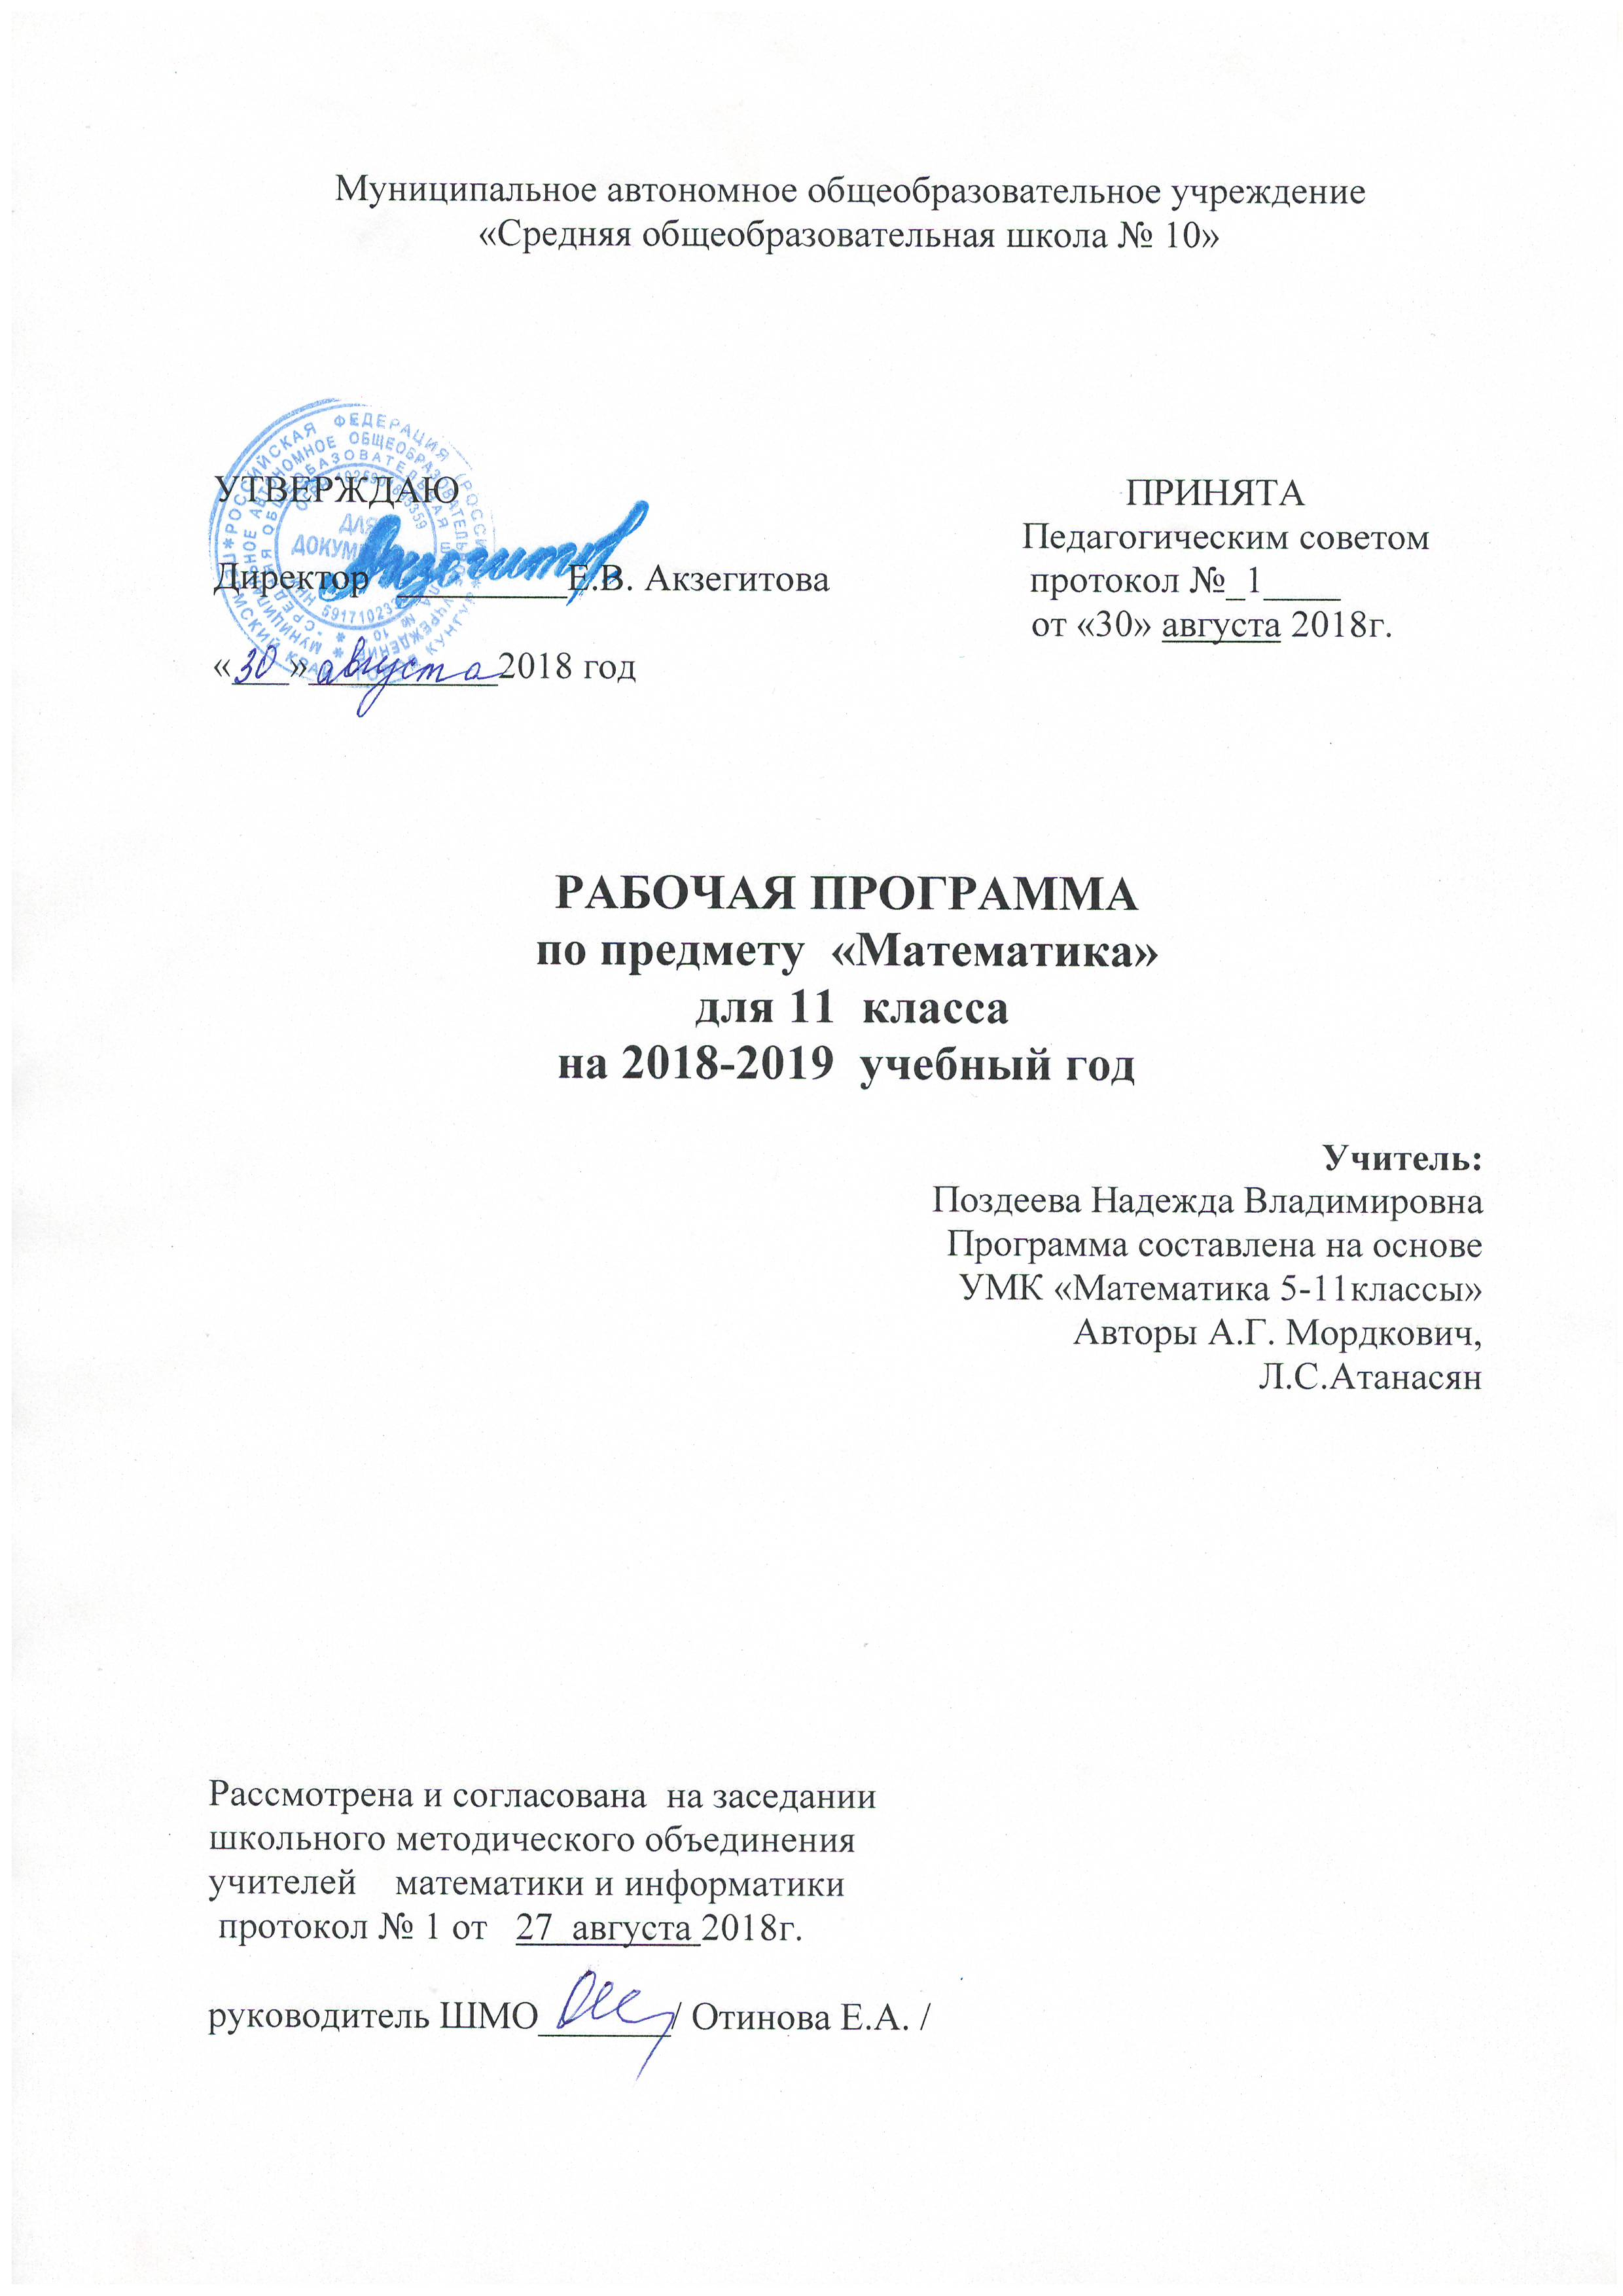 Муниципальное автономное общеобразовательное учреждение
«Средняя общеобразовательная школа № 10»
УТВЕРЖДАЮ
Директор __________Е.В. Акзегитова
«30» августа 2018 год
ПРИНЯТА
Педагогическим советом
протокол №_1____
от «30» августа 2018г.
РАБОЧАЯ ПРОГРАММА
по предмету «Математика»
для 11 класса
на 2018-2019 учебный год
Учитель:
Поздеева Надежда Владимировна
Программа составлена на основе
УМК «Математика 5-11классы»
Авторы А.Г. Мордкович,
Л.С.Атанасян
Рассмотрена и согласована на заседании
школьного методического объединения
учителей математики и информатики
протокол № 1 от 27 августа 2018г.
руководитель ШМО_______/ Отинова Е.А. /